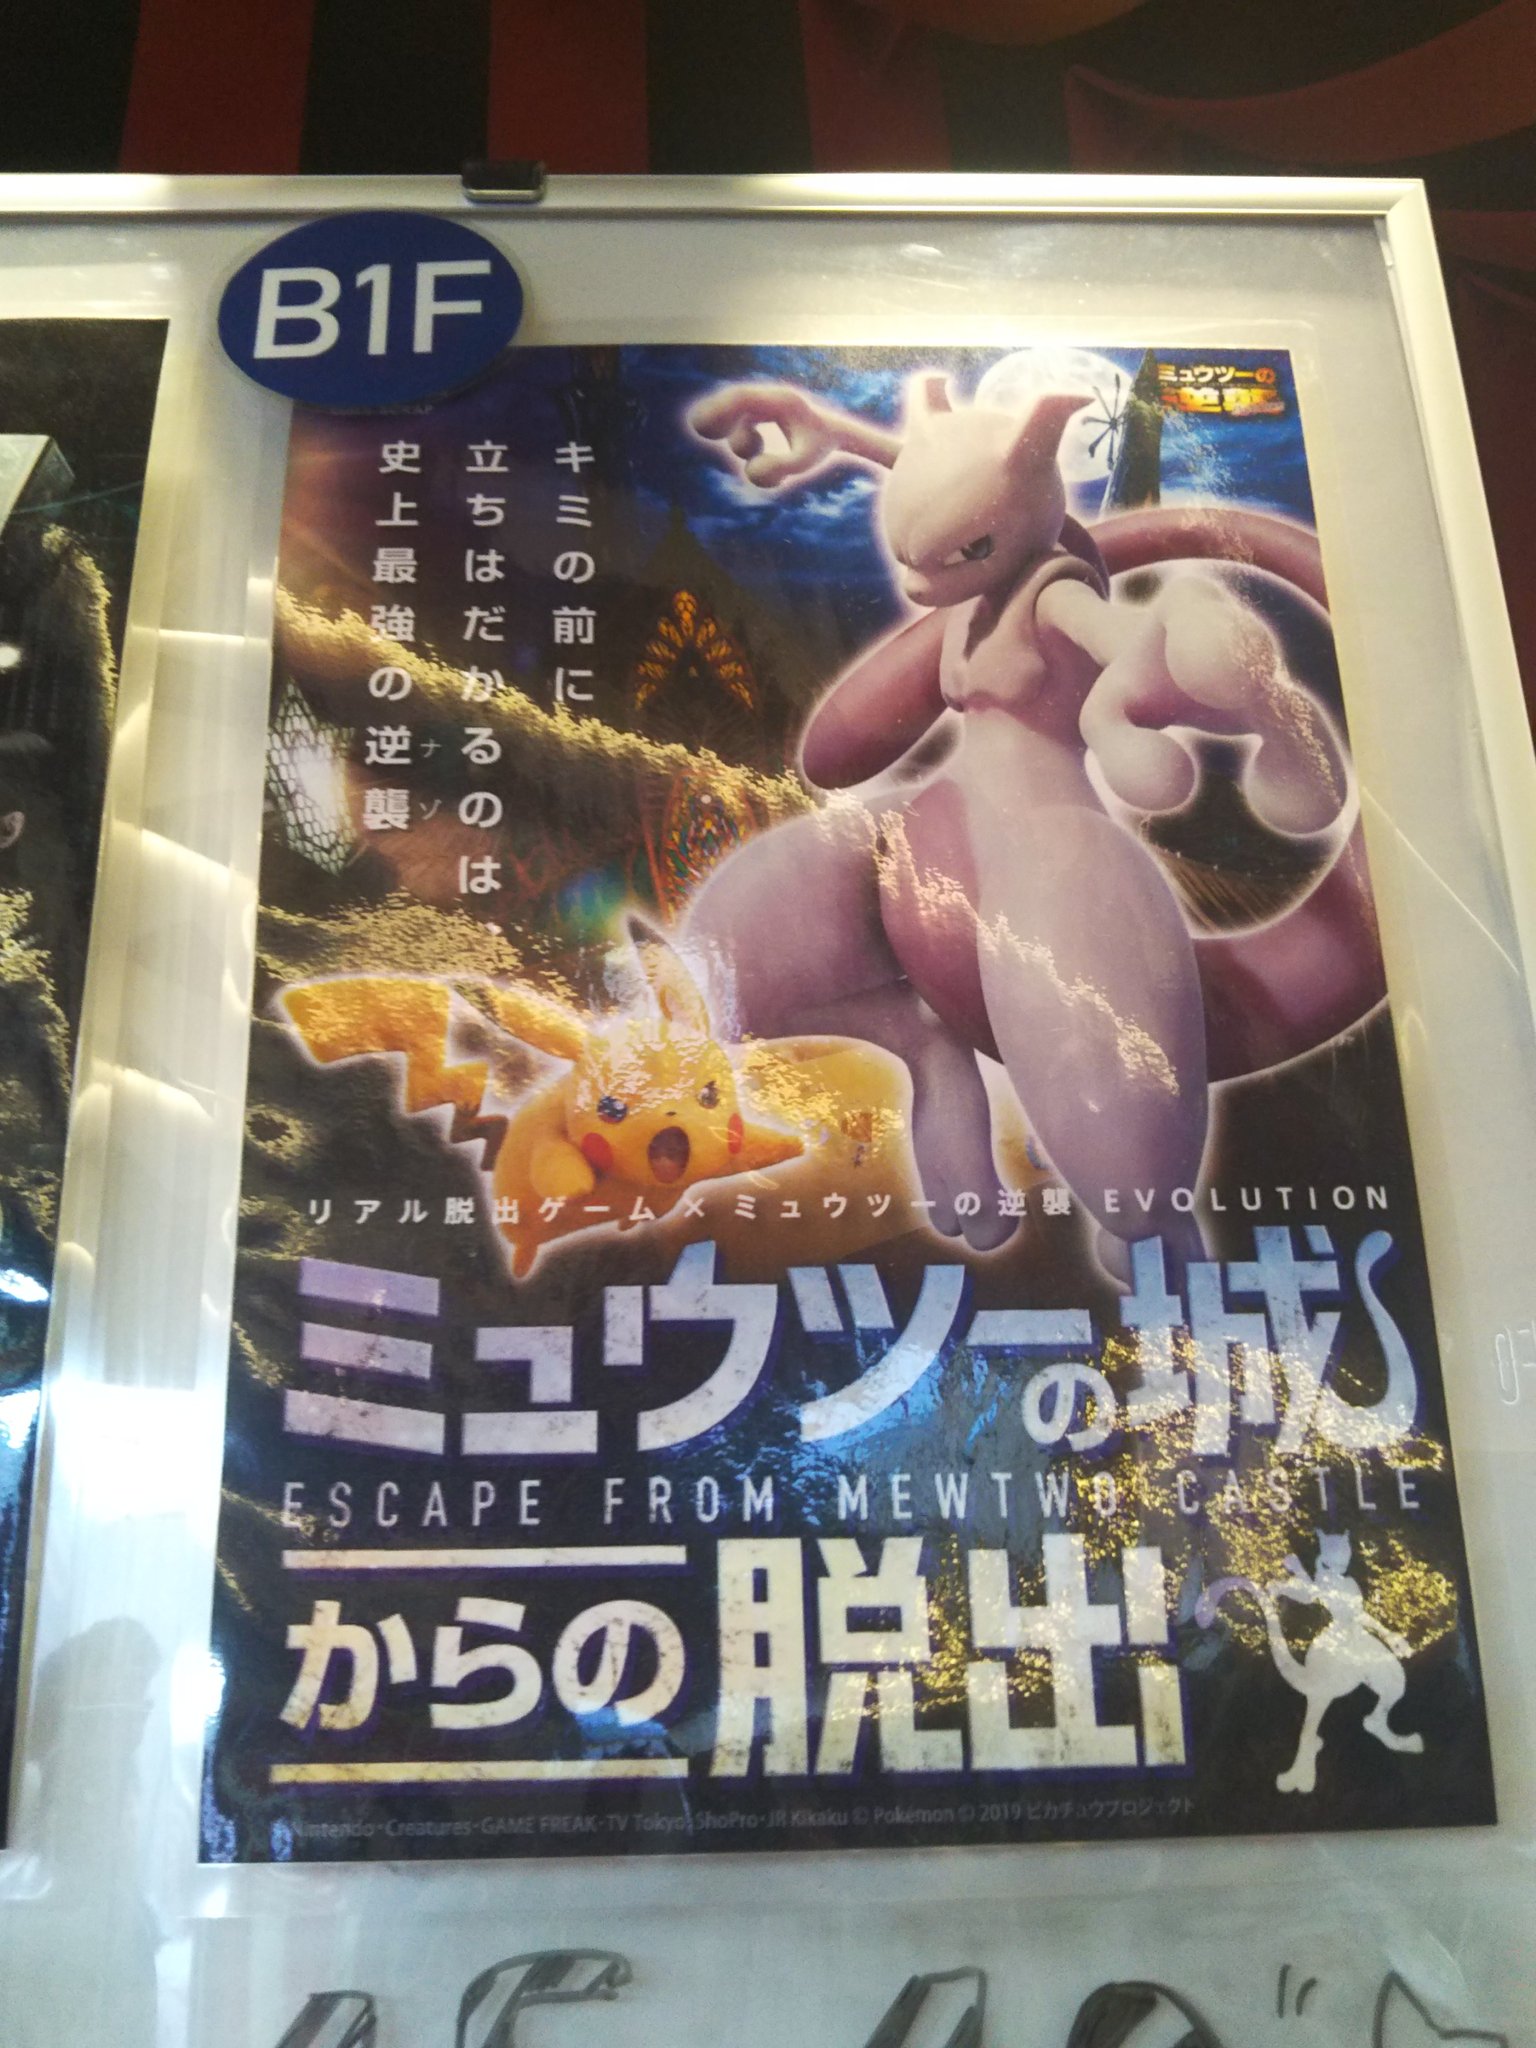 B1F
ミュウツーの
逆襲
キミの前に
立ちはだかるのは、
史上最強の逆襲
ナゾ
リアル脱出ゲーム×ミュウツーの逆襲 EVOLUTION
ミュウツーの城
ESCAPE FROM MEWTWO CASTLE
からの脱出
Nintendo・Creatures・GAME FREAK・TV Tokyo・ShoPro・JR Kikaku © Pokémon © 2019 ピカチュウプロジェクト